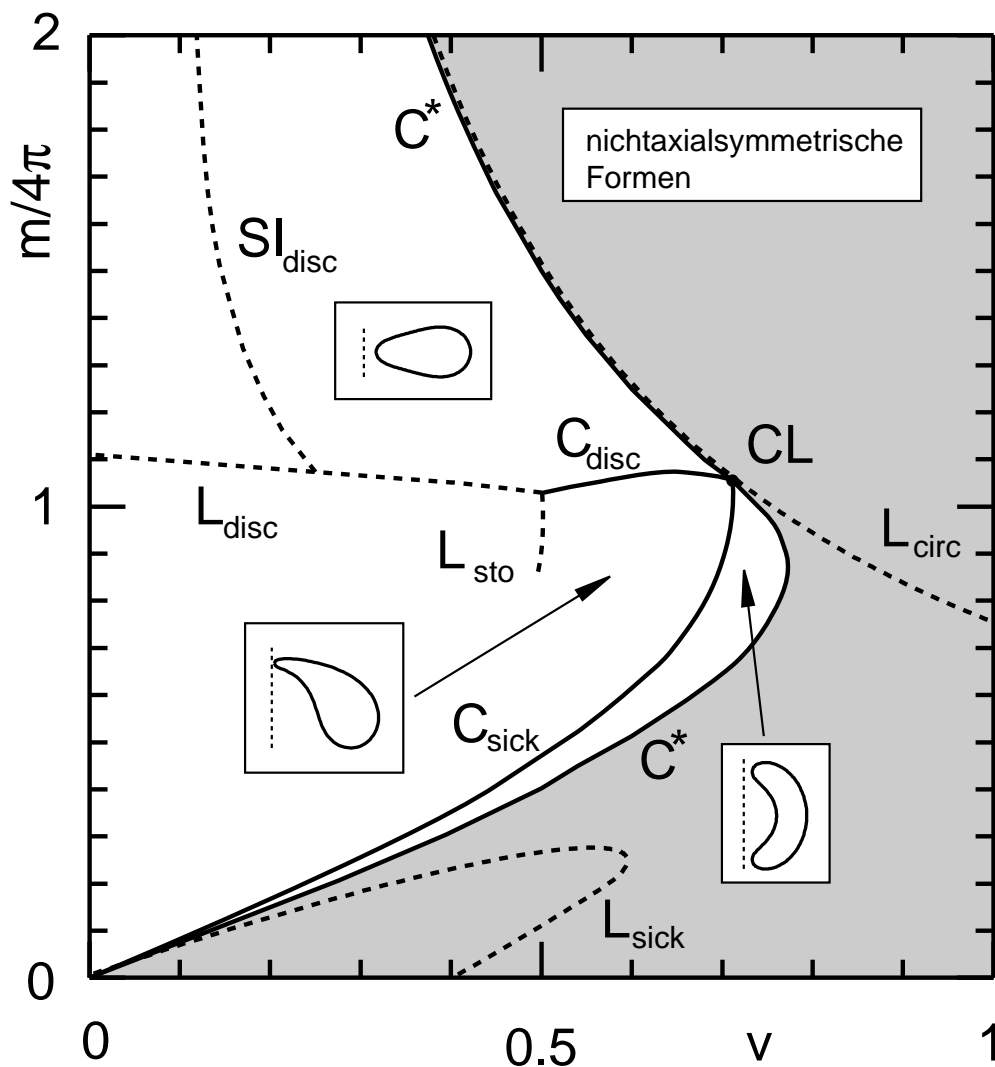 2
C*
nichtaxialsymmetrische
Formen
m/4π
SI_disc
C_disc
CL
1
L_disc
L_sto
L_circ
C_sick
C*
L_sick
0
0
0.5
v
1